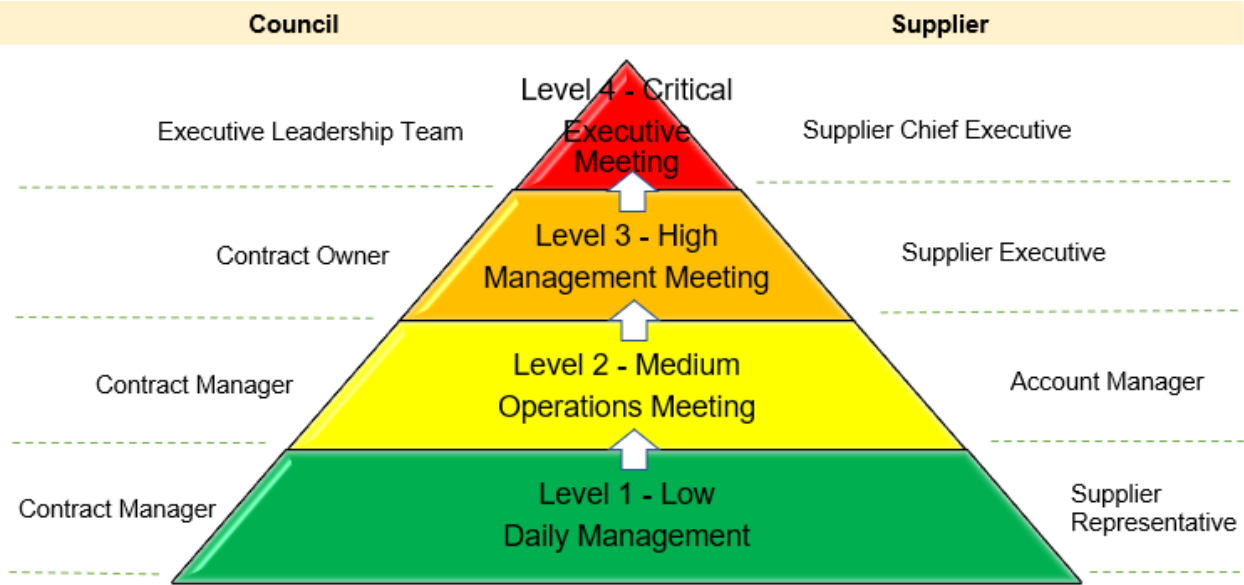 Council
Supplier
Level 4 - Critical
Executive
Meeting
Executive Leadership Team
Supplier Chief Executive
Level 3 - High
Management Meeting
Contract Owner
Supplier Executive
Level 2 - Medium
Operations Meeting
Contract Manager
Account Manager
Level 1 - Low
Daily Management
Contract Manager
Supplier
Representative